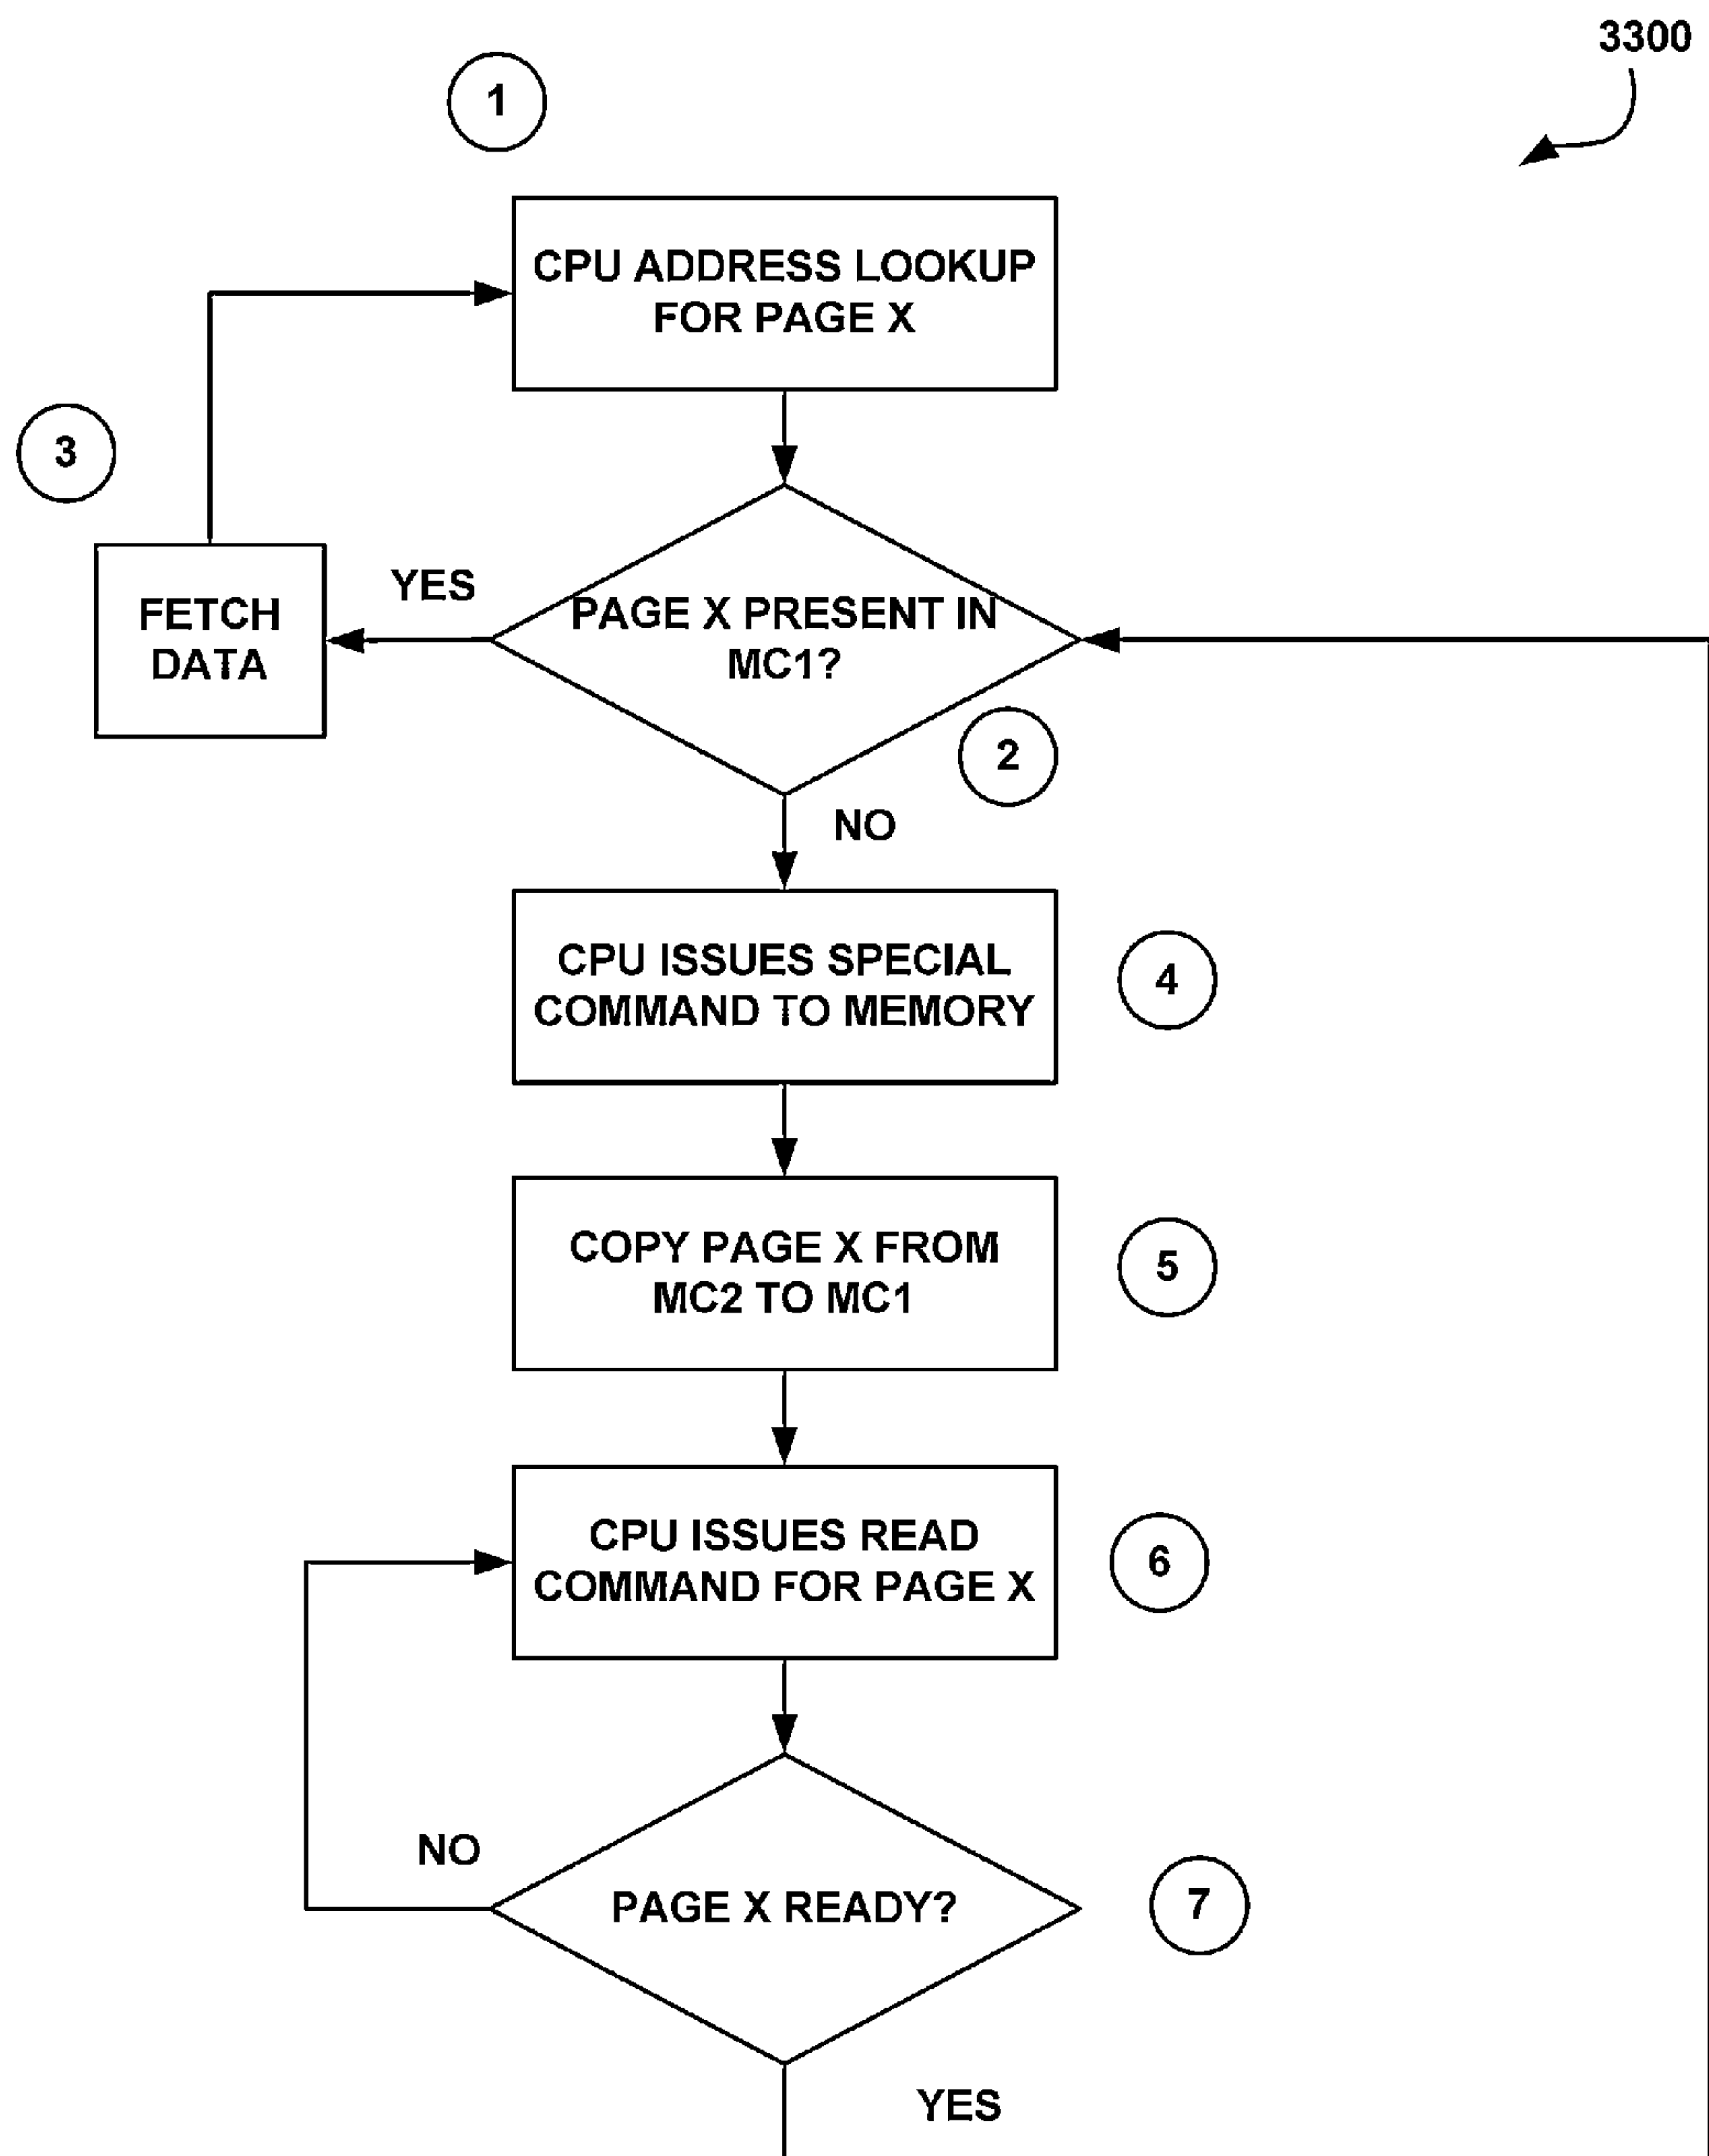 3300
1
CPU ADDRESS LOOKUP
FOR PAGE X
3
YES
FETCH
DATA
PAGE X PRESENT IN
MC1?
2
NO
CPU ISSUES SPECIAL
COMMAND TO MEMORY
4
COPY PAGE X FROM
MC2 TO MC1
5
CPU ISSUES READ
COMMAND FOR PAGE X
6
NO
PAGE X READY?
7
YES